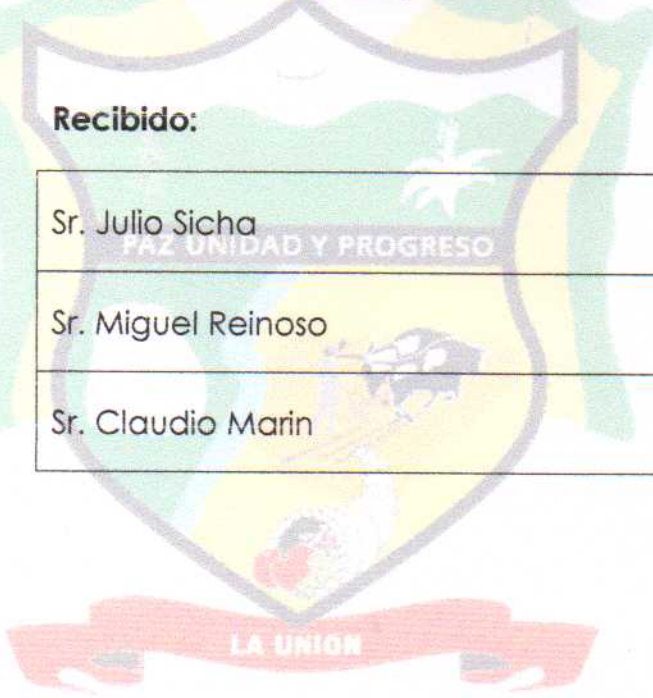 Recibido:
Sr. Julio Sicha
PAZ UNIDAD Y PROGRESO
Sr. Miguel Reinoso
Sr. Claudio Marin
LA UNION